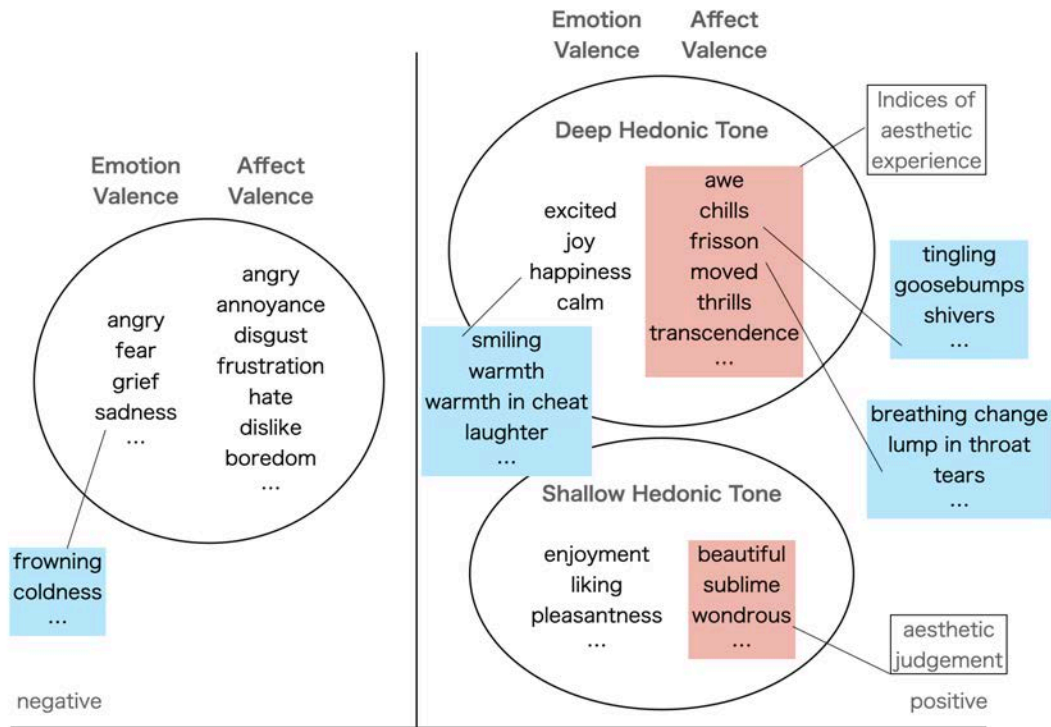 Emotion Valence
Affect Valence
angry
fear
grief
sadness
...
angry
annoyance
disgust
frustration
hate
dislike
boredom
...
frowning
coldness
...
negative
Emotion Valence
Affect Valence
Deep Hedonic Tone
excited
joy
happiness
calm
awe
chills
frisson
moved
thrills
transcendence
...
Indices of
aesthetic
experience
smiling
warmth
warmth in cheat
laughter
...
tingling
goosebumps
shivers
...
breathing change
lump in throat
tears
...
Shallow Hedonic Tone
enjoyment
liking
pleasantness
...
beautiful
sublime
wondrous
...
aesthetic
judgement
positive